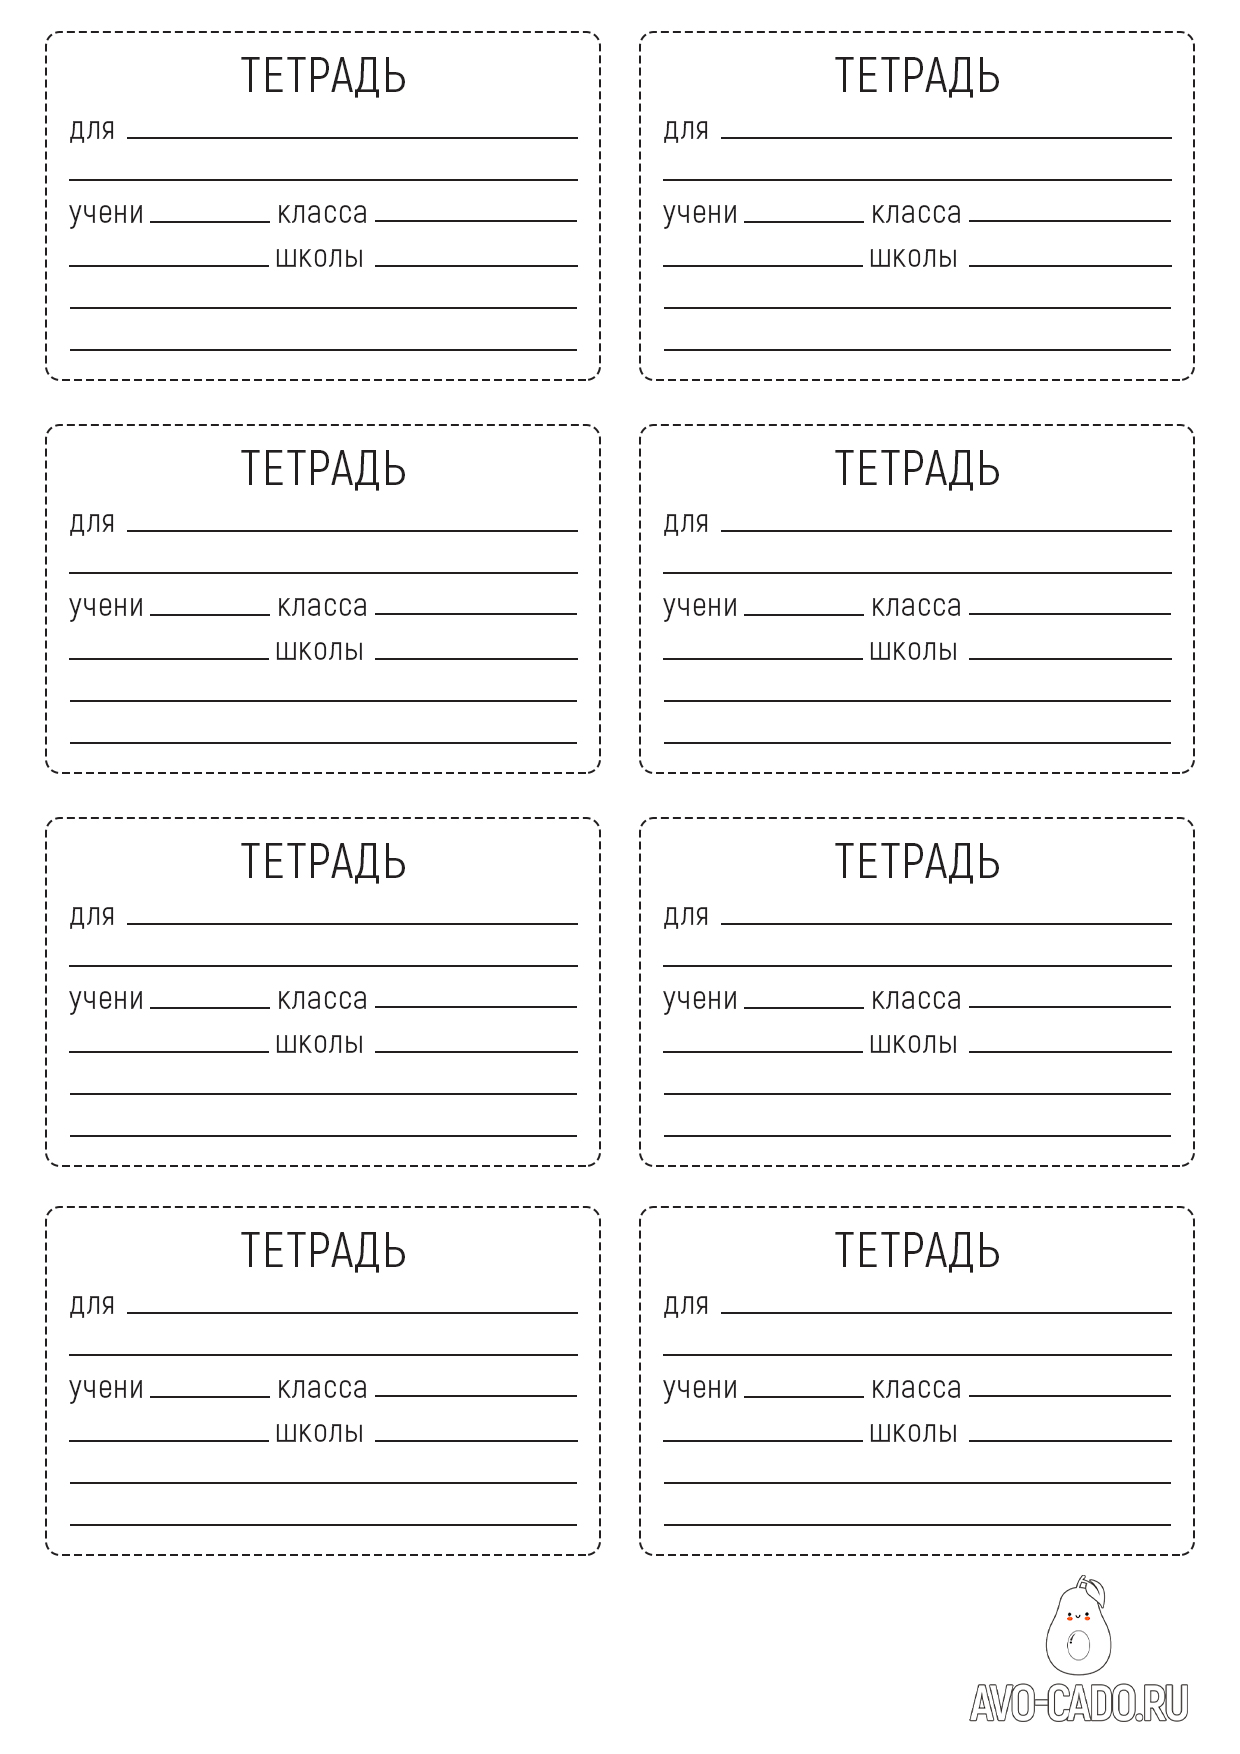 ТЕТРАДЬ
для
учени класса
школы
ТЕТРАДЬ
для
учени класса
школы
ТЕТРАДЬ
для
учени класса
школы
ТЕТРАДЬ
для
учени класса
школы
ТЕТРАДЬ
для
учени класса
школы
ТЕТРАДЬ
для
учени класса
школы
ТЕТРАДЬ
для
учени класса
школы
ТЕТРАДЬ
для
учени класса
школы
AVO-CADO.RU